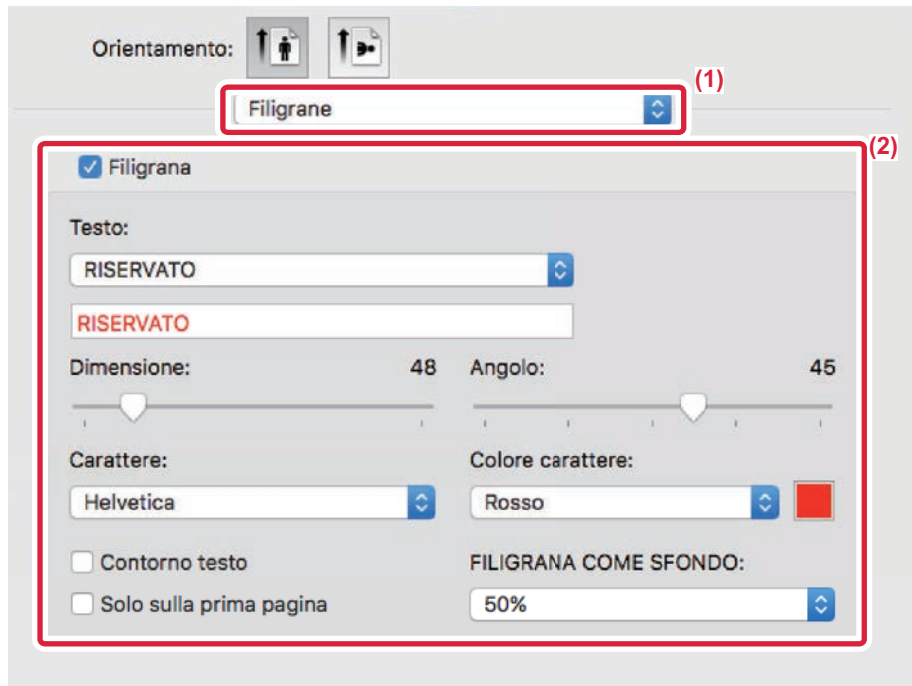 Orientamento:
(1)
Filigrane
(2)
Filigrana
Testo:
RISERVATO
RISERVATO
Dimensione: 48 Angolo: 45
Carattere: Colore carattere:
Helvetica Rosso
Contorno testo FILIGRANA COME SFONDO:
Solo sulla prima pagina 50%